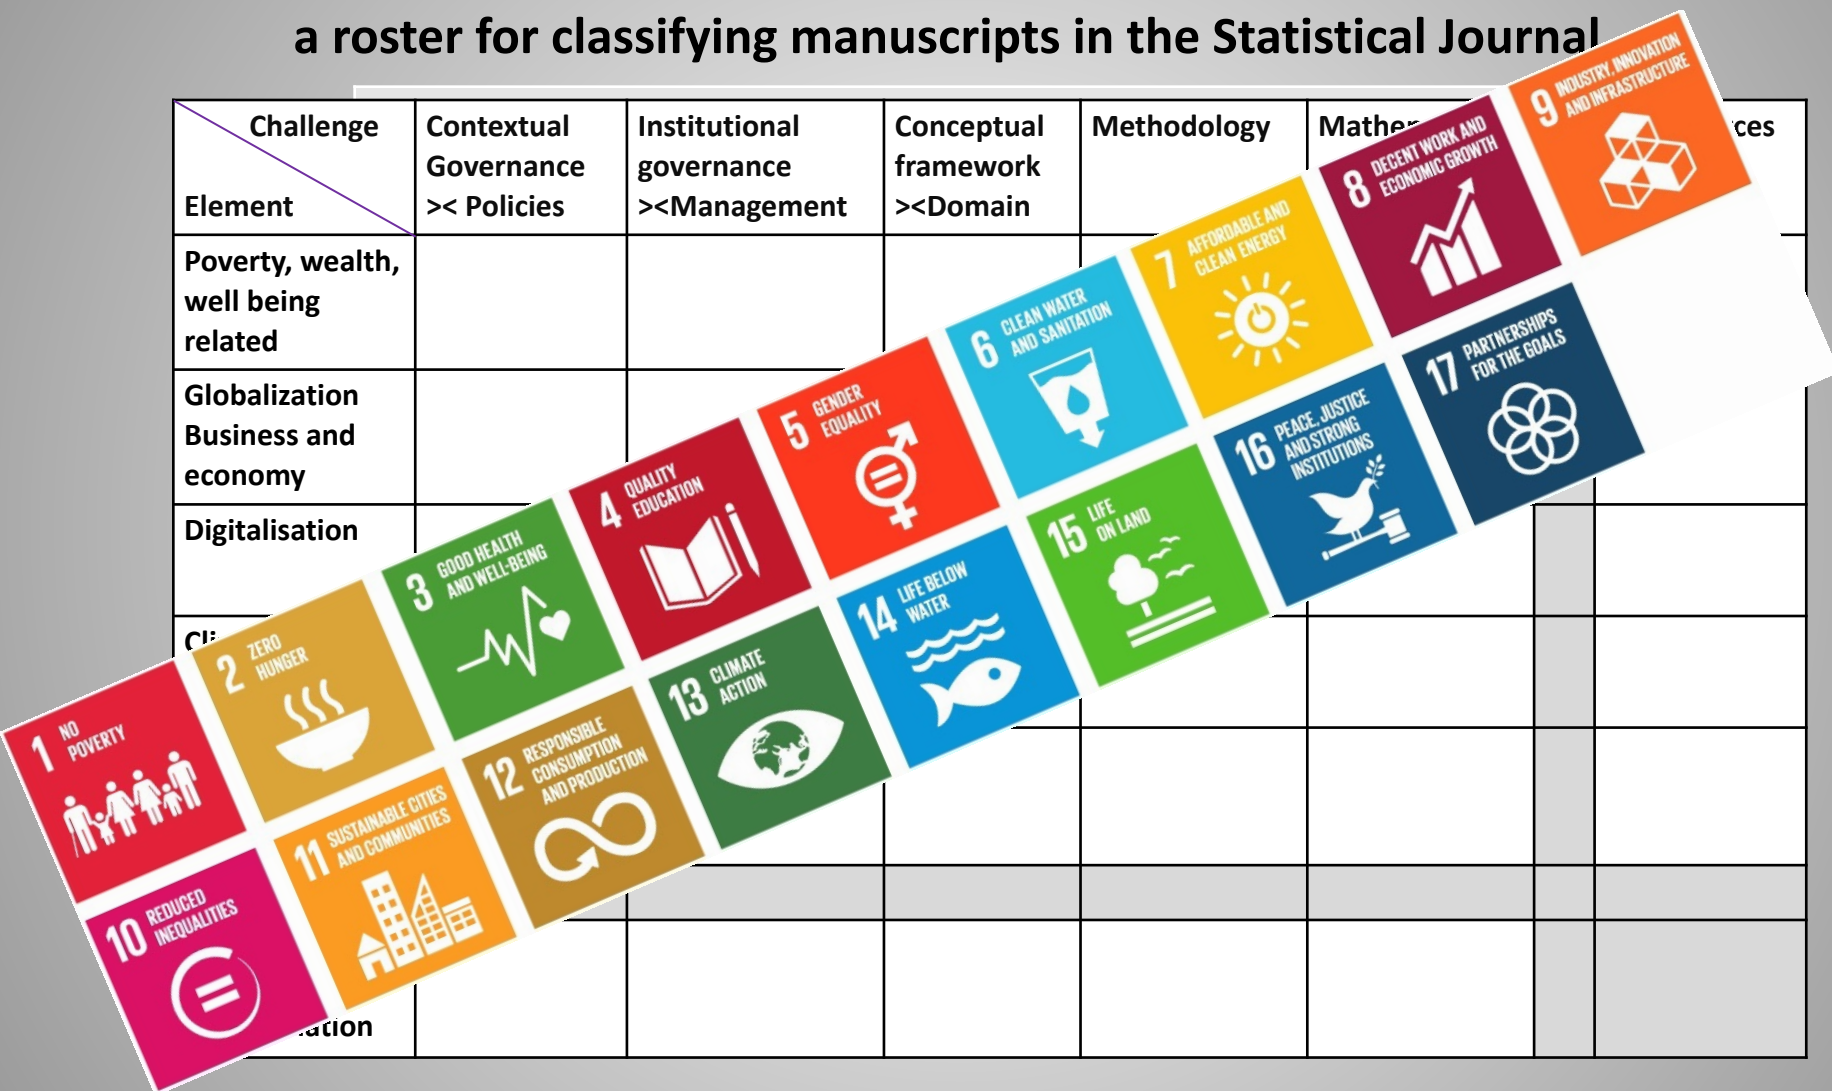 a roster for classifying manuscripts in the Statistical Journal
Challenge
Element
Contextual
Governance
>< Policies
Institutional
governance
><Management
Conceptual
framework
><Domain
Methodology
Poverty, wealth,
well being
related
Globalization
Business and
economy
Digitalisation
1 NO
POVERTY
2 ZERO
HUNGER
3 GOOD HEALTH
AND WELL-BEING
4 QUALITY
EDUCATION
5 GENDER
EQUALITY
6 CLEAN WATER
AND SANITATION
7 AFFORDABLE AND
CLEAN ENERGY
8 DECENT WORK AND
ECONOMIC GROWTH
9 INDUSTRY, INNOVATION
AND INFRASTRUCTURE
10 REDUCED
INEQUALITIES
11 SUSTAINABLE CITIES
AND COMMUNITIES
12 RESPONSIBLE
CONSUMPTION
AND PRODUCTION
13 CLIMATE
ACTION
14 LIFE BELOW
WATER
15 LIFE
ON LAND
16 PEACE, JUSTICE
AND STRONG
INSTITUTIONS
17 PARTNERSHIPS
FOR THE GOALS